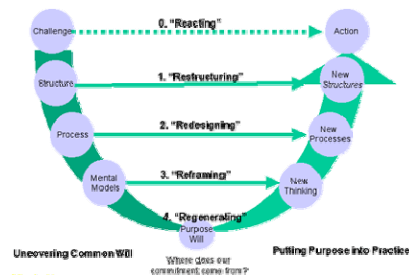 0. "Reacting"
Challenge
Action
1. "Restructuring"
Structure
New
Structures
2. "Redesigning"
Process
New
Processes
3. "Reframing"
Mental
Models
New
Thinking
4. "Regenerating"
Purpose
Will
Uncovering Common Will
Putting Purpose into Practice
Where does our
commitment come from?